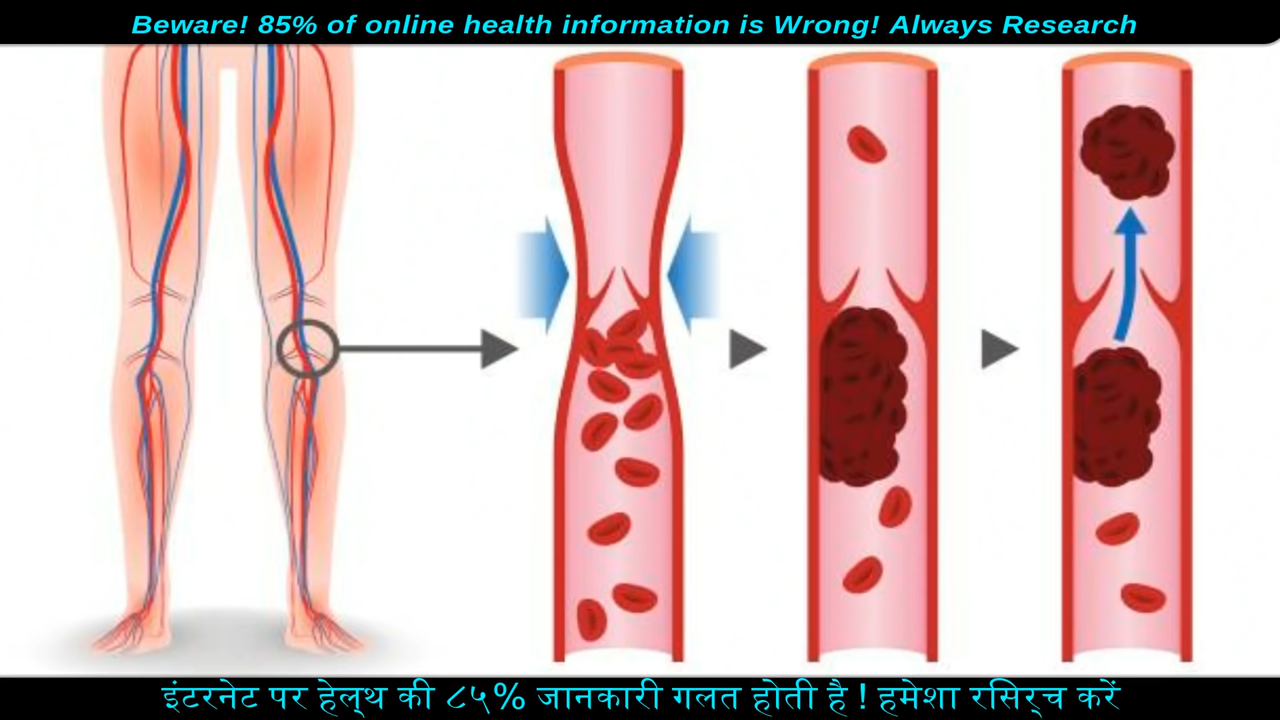 Beware! 85% of online health information is Wrong! Always Research
इंटरनेट पर हेल्थ की ८५% जानकारी गलत होती है ! हमेशा रसिर्च करें